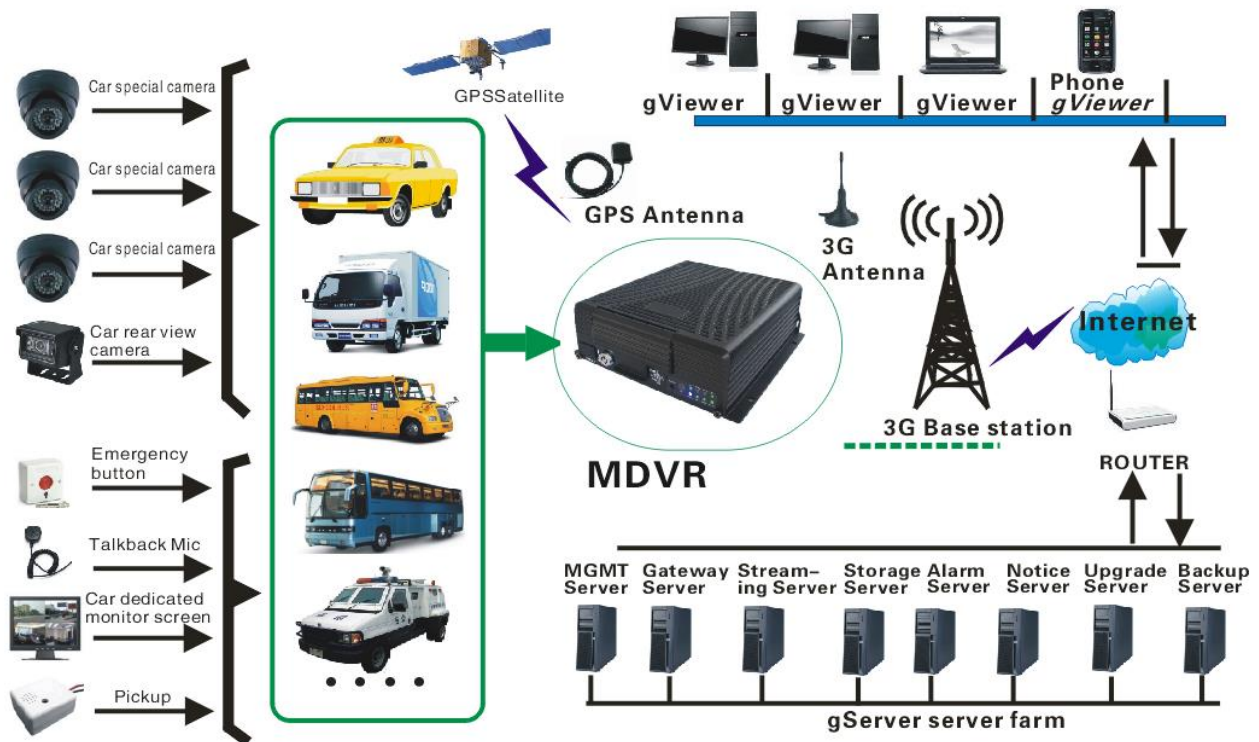 Car special camera
Car special camera
Car special camera
Car rear view
camera
Emergency
button
Talkback Mic
Car dedicated
monitor screen
Pickup
GPSSatellite
GPS Antenna
3G
Antenna
MDVR
gViewer
gViewer
gViewer
Phone
gViewer
Internet
3G Base station
ROUTER
MGMT
Server
Gateway
Server
Stream-
ing Server
Storage
Server
Alarm
Server
Notice
Server
Upgrade
Server
Backup
Server
gServer server farm